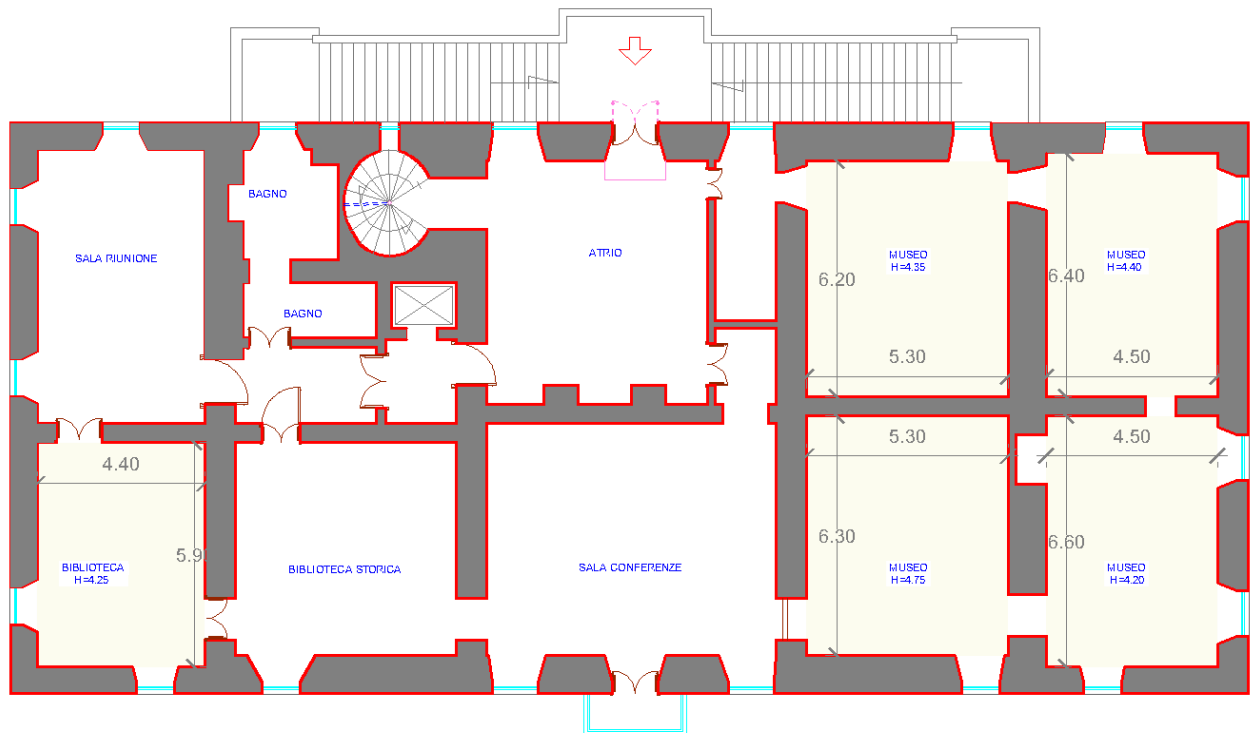 BAGNO
SALA RIUNIONE
ATRIO
MUSEO
H=4.35
MUSEO
H=4.40
6.20
6.40
BAGNO
5.30
4.50
5.30
4.50
4.40
6.30
6.60
5.9
BIBLIOTECA
H=4.25
BIBLIOTECA STORICA
SALA CONFERENZE
MUSEO
H=4.75
MUSEO
H=4.20